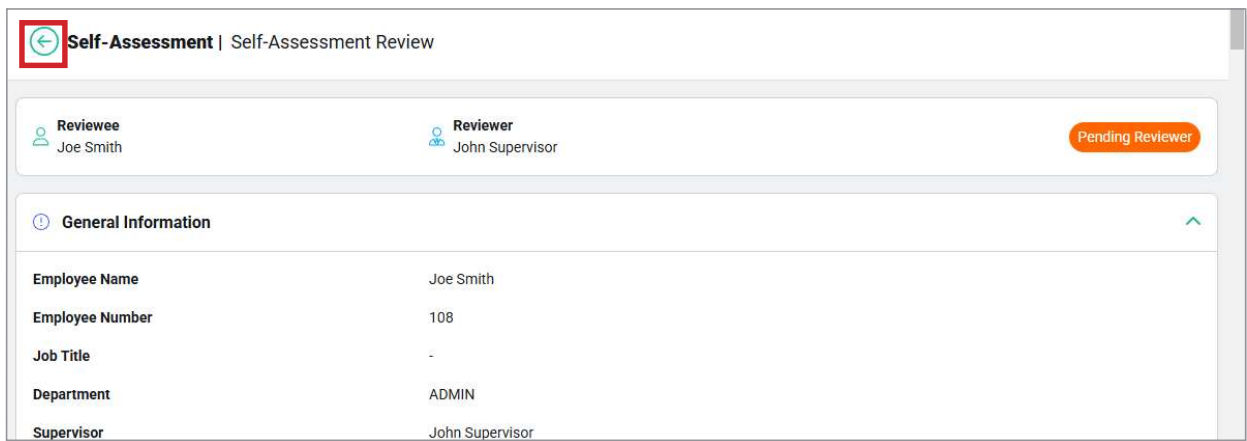 Self-Assessment | Self-Assessment Review
Reviewee
Joe Smith
Reviewer
John Supervisor
Pending Reviewer
General Information
Employee Name Joe Smith
Employee Number 108
Job Title -
Department ADMIN
Supervisor John Supervisor